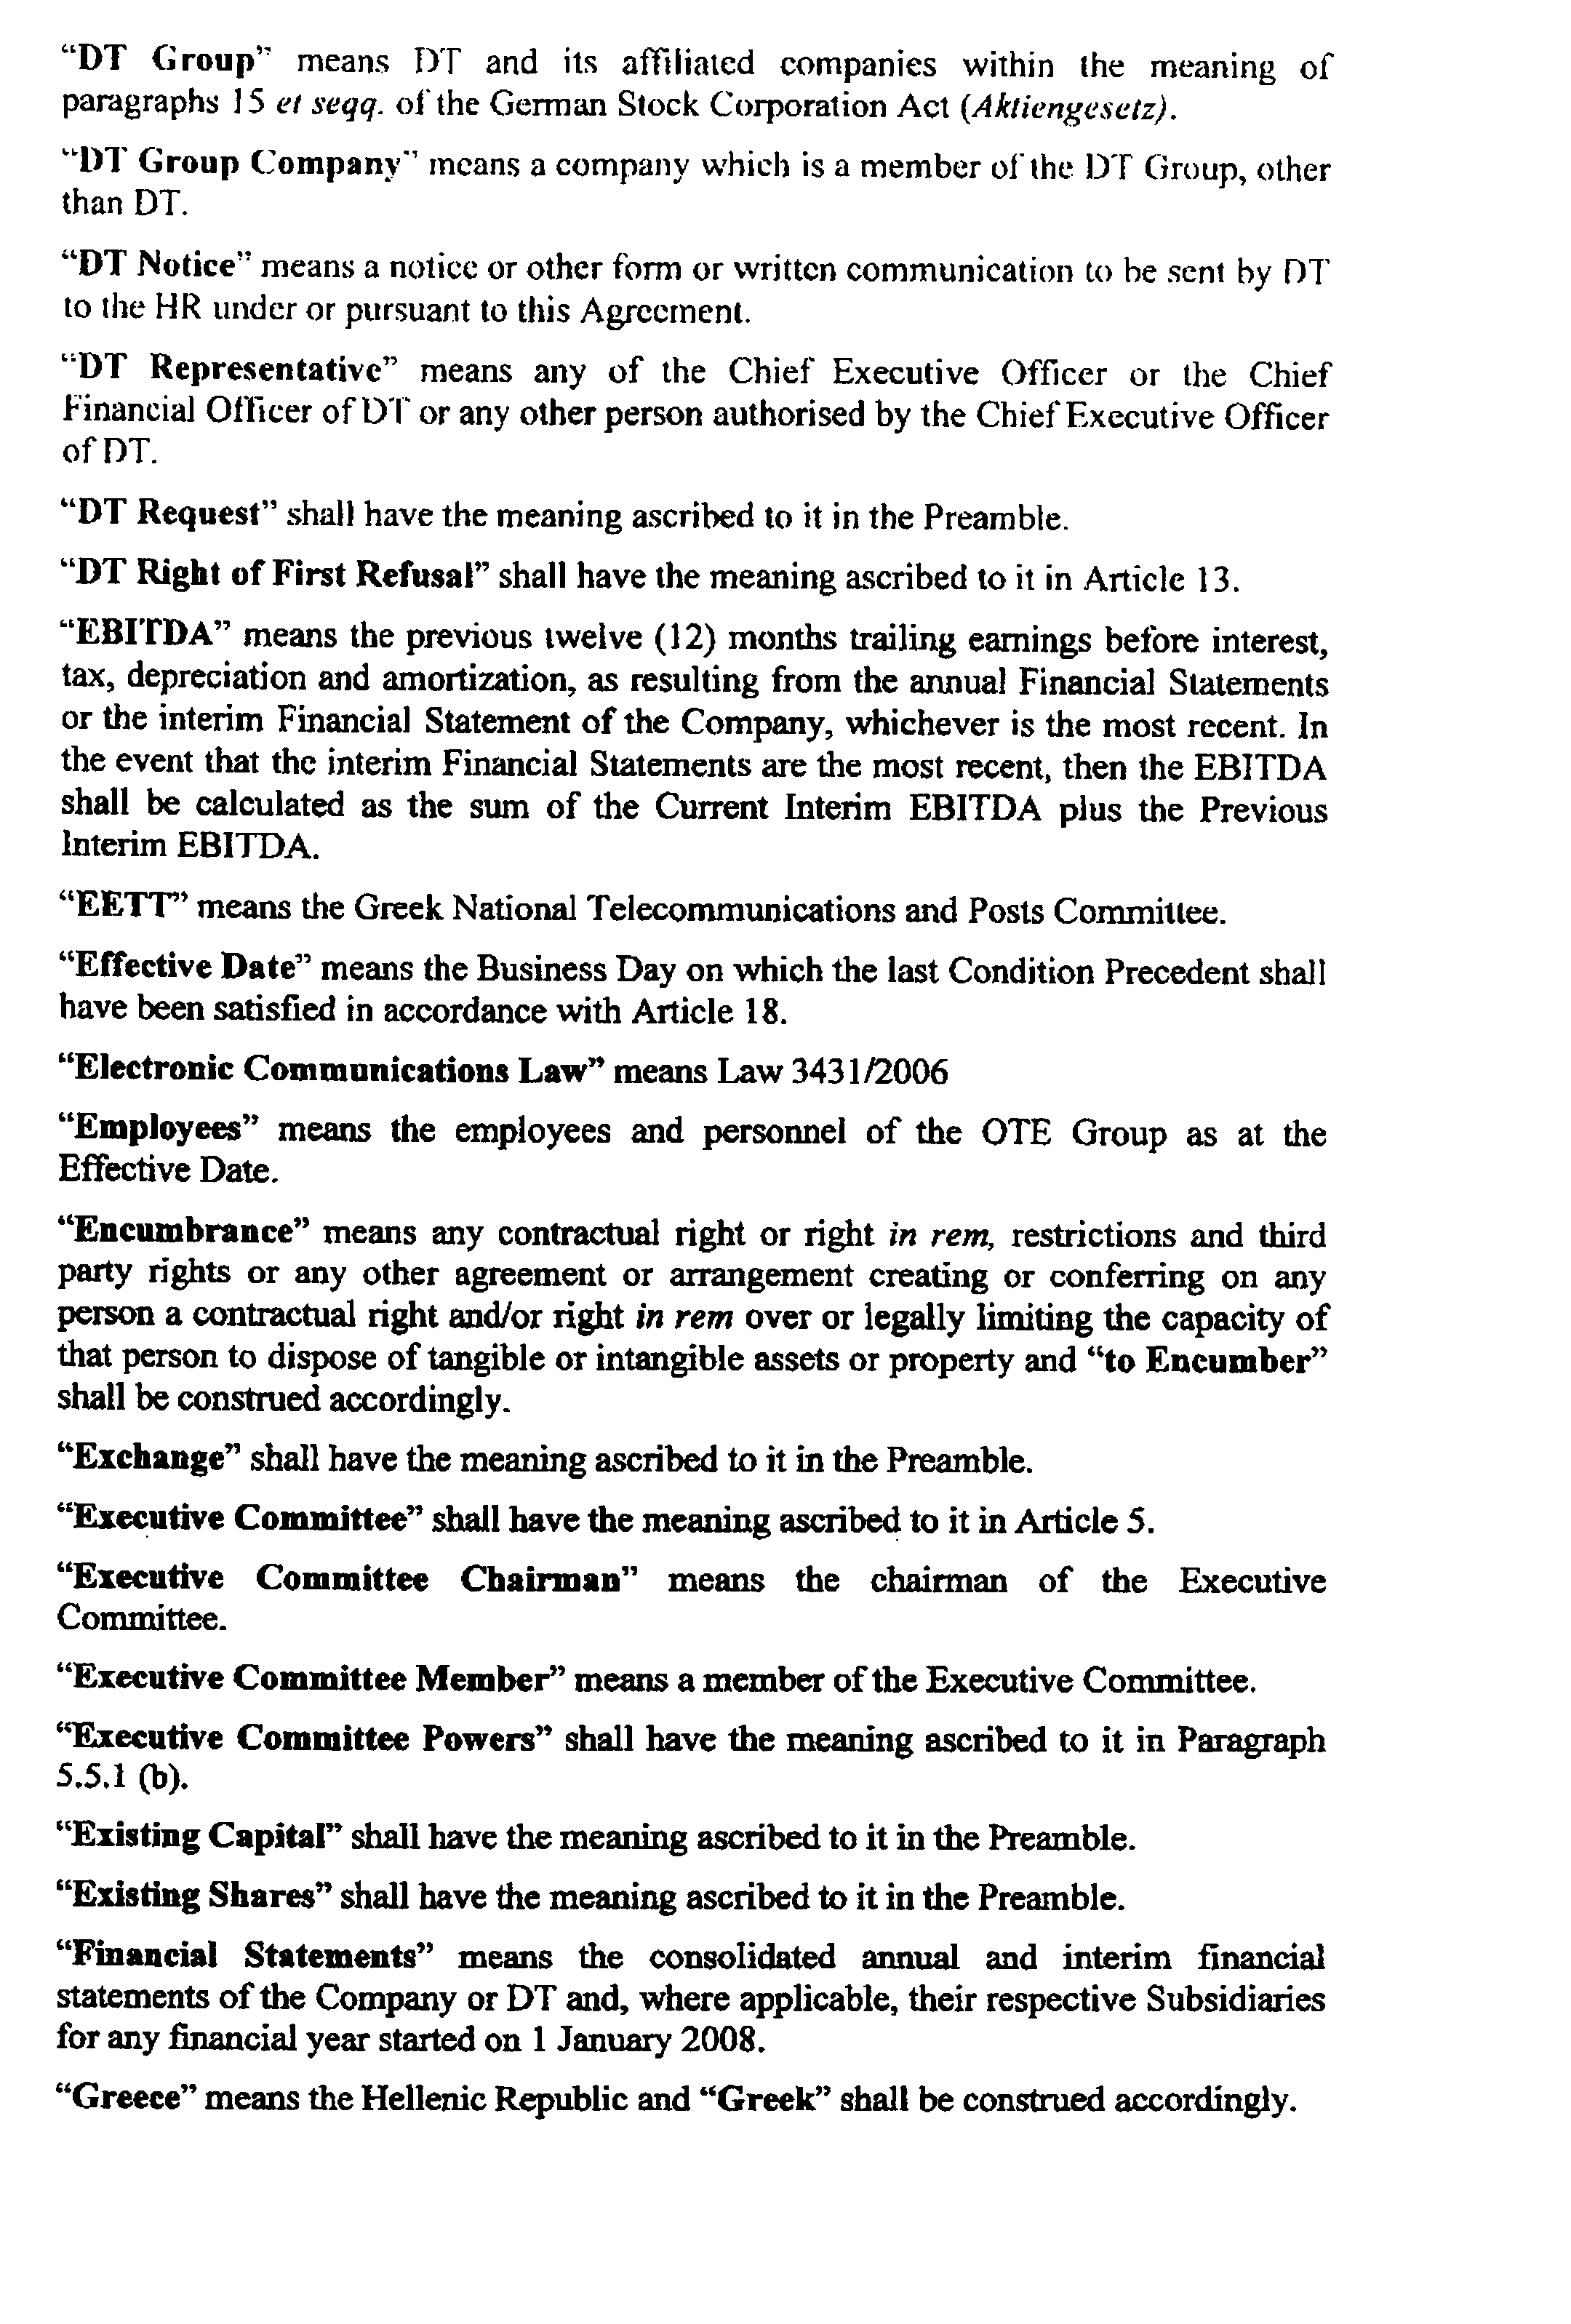 “DT Group” means DT and its affiliated companies within the meaning of
paragraphs 15 et seqq. of the German Stock Corporation Act (Aktiengesetz).
“DT Group Company” means a company which is a member of the DT Group, other
than DT.
“DT Notice” means a notice or other form or written communication to be sent by DT
to the HR under or pursuant to this Agreement.
“DT Representative” means any of the Chief Executive Officer or the Chief
Financial Officer of DT or any other person authorised by the Chief Executive Officer
of DT.
“DT Request” shall have the meaning ascribed to it in the Preamble.
“DT Right of First Refusal” shall have the meaning ascribed to it in Article 13.
“EBITDA” means the previous twelve (12) months trailing earnings before interest,
tax, depreciation and amortization, as resulting from the annual Financial Statements
or the interim Financial Statement of the Company, whichever is the most recent. In
the event that the interim Financial Statements are the most recent, then the EBITDA
shall be calculated as the sum of the Current Interim EBITDA plus the Previous
Interim EBITDA.
“EETT” means the Greek National Telecommunications and Posts Committee.
“Effective Date” means the Business Day on which the last Condition Precedent shall
have been satisfied in accordance with Article 18.
“Electronic Communications Law” means Law 3431/2006
“Employees” means the employees and personnel of the OTE Group as at the
Effective Date.
“Encumbrance” means any contractual right or right in rem, restrictions and third
party rights or any other agreement or arrangement creating or conferring on any
person a contractual right and/or right in rem over or legally limiting the capacity of
that person to dispose of tangible or intangible assets or property and “to Encumber”
shall be construed accordingly.
“Exchange” shall have the meaning ascribed to it in the Preamble.
“Executive Committee” shall have the meaning ascribed to it in Article 5.
“Executive Committee Chairman” means the chairman of the Executive
Committee.
“Executive Committee Member” means a member of the Executive Committee.
“Executive Committee Powers” shall have the meaning ascribed to it in Paragraph
5.5.1 (b).
“Existing Capital” shall have the meaning ascribed to it in the Preamble.
“Existing Shares” shall have the meaning ascribed to it in the Preamble.
“Financial Statements” means the consolidated annual and interim financial
statements of the Company or DT and, where applicable, their respective Subsidiaries
for any financial year started on 1 January 2008.
“Greece” means the Hellenic Republic and “Greek” shall be construed accordingly.